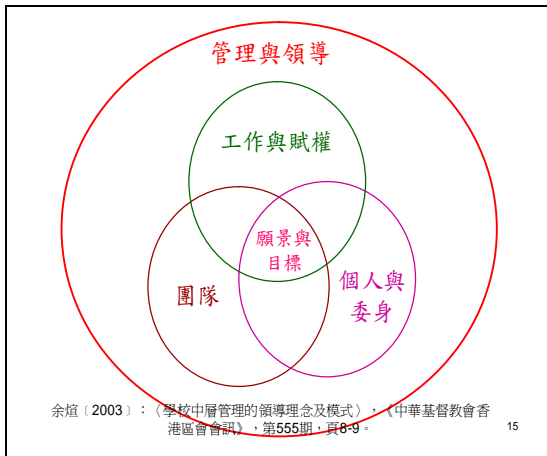 管理與領導
工作與賦權
願景與
目標
團隊
個人與
委身
余煊﹝2003﹞：〈學校中層管理的領導理念及模式〉，《中華基督教會香
港區會會訊》，第555期，頁8-9。
15